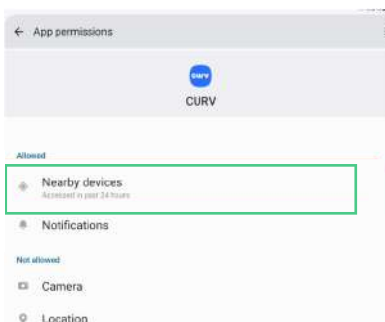 App permissions
CURV
CURV
Allowed
Nearby devices
Accessed in past 24 hours
Notifications
Not allowed
Camera
Location